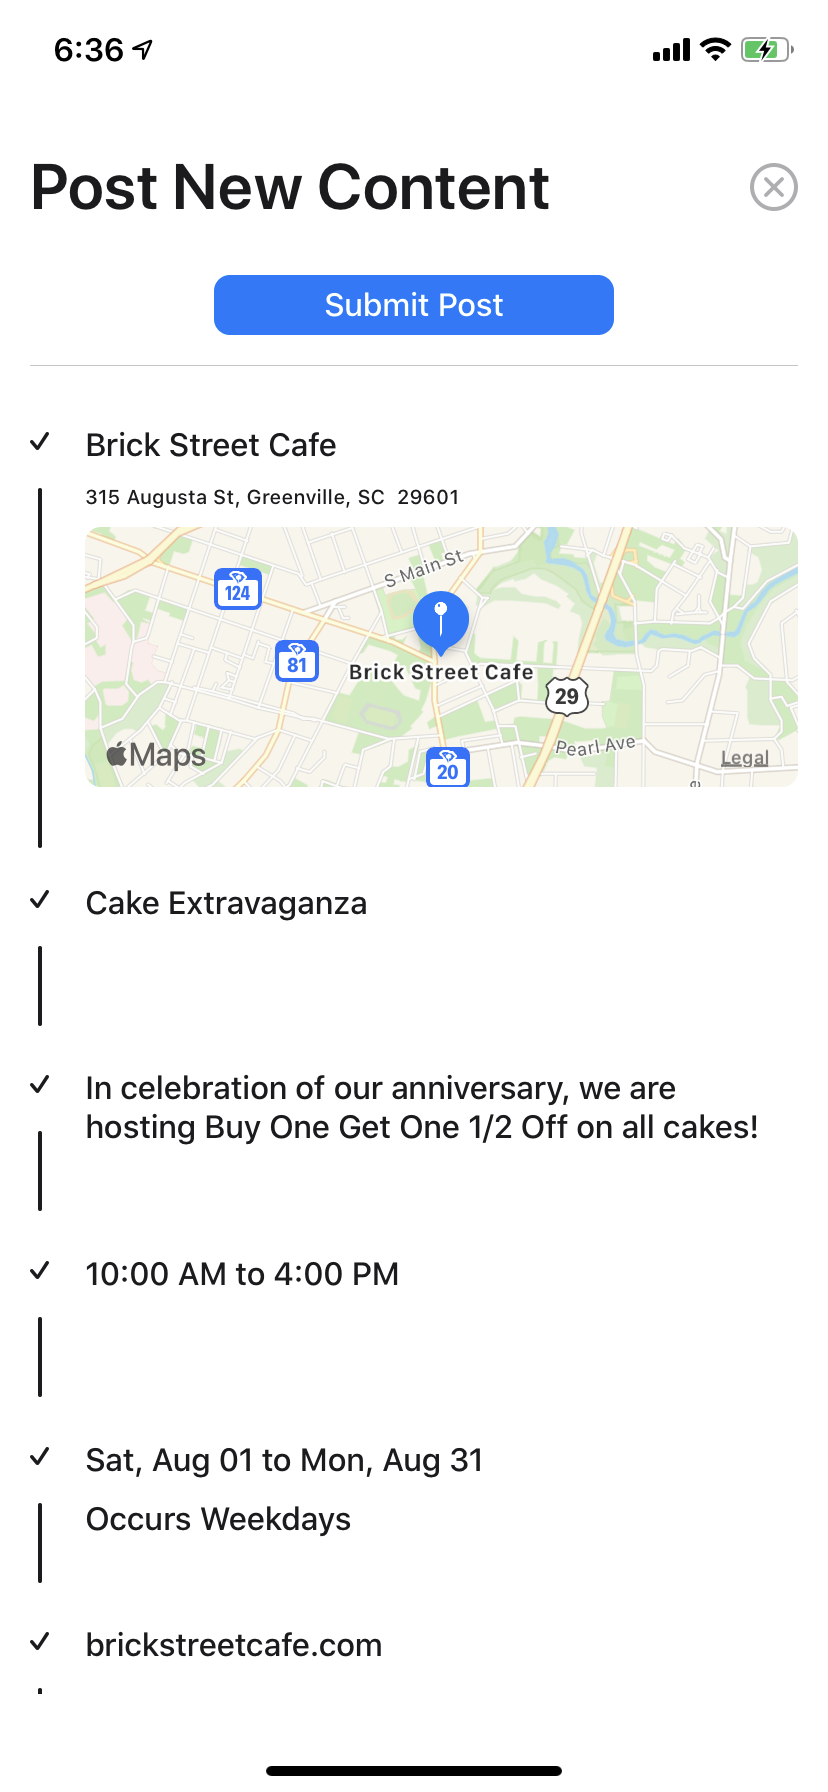 6:36
Post New Content
Submit Post
Brick Street Cafe
315 Augusta St, Greenville, SC  29601
S Main St
124
81
Brick Street Cafe
29
Pearl Ave
Maps
Legal
20
e
Cake Extravaganza
In celebration of our anniversary, we are
hosting Buy One Get One 1/2 Off on all cakes!
10:00 AM to 4:00 PM
Sat, Aug 01 to Mon, Aug 31
Occurs Weekdays
brickstreetcafe.com